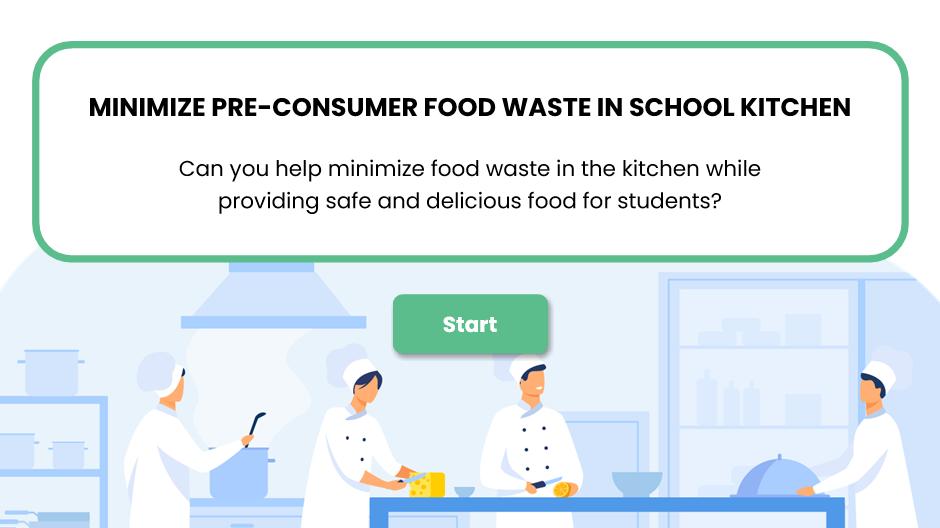 MINIMIZE PRE-CONSUMER FOOD WASTE IN SCHOOL KITCHEN
Can you help minimize food waste in the kitchen while
providing safe and delicious food for students?
Start